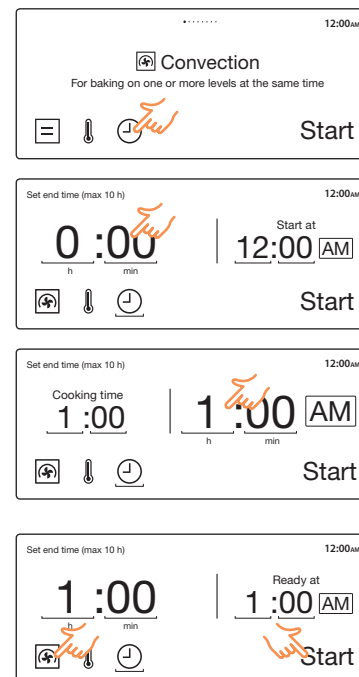 12:00AM
Convection
For baking on one or more levels at the same time
Start
Set end time (max 10 h)
12:00AM
Start at
0 :00
12:00 AM
h
min
Start
Set end time (max 10 h)
12:00AM
Cooking time
1 :00
1 :00 AM
h
min
Start
Set end time (max 10 h)
12:00AM
Ready at
1 :00
1 :00 AM
h
min
Start